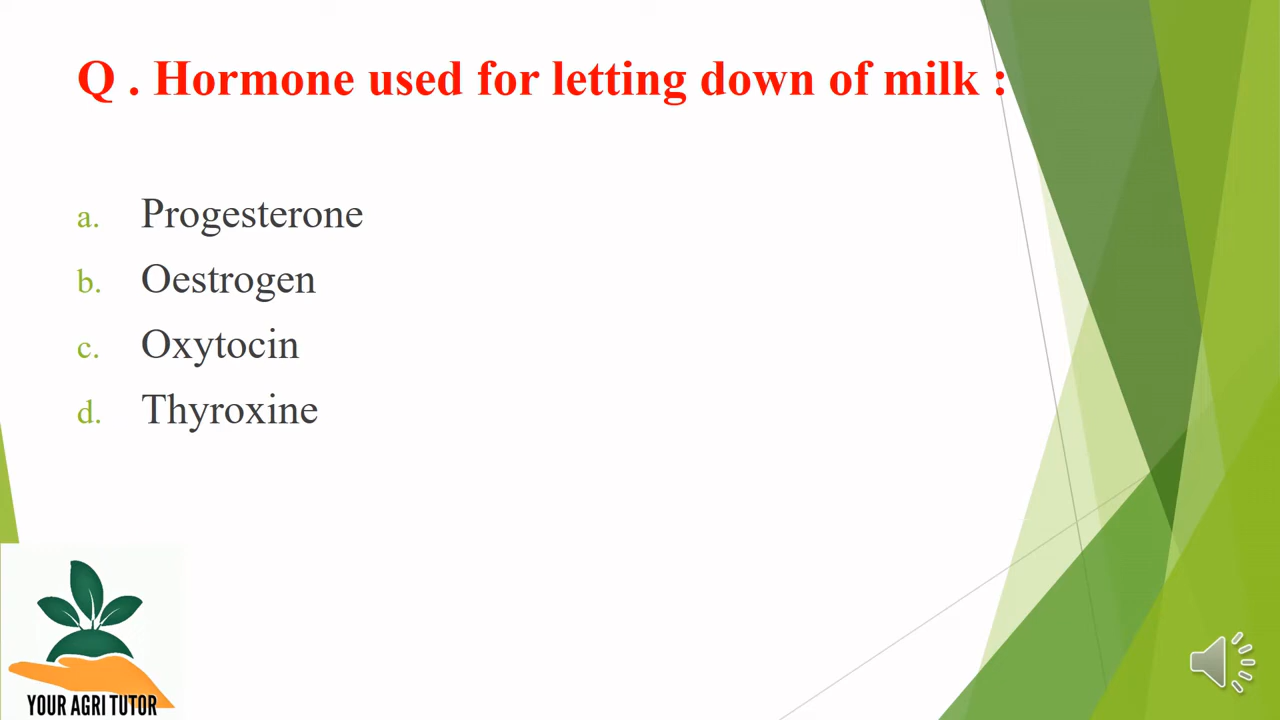 Q . Hormone used for letting down of milk :
a. Progesterone
b. Oestrogen
c. Oxytocin
d. Thyroxine
YOUR AGRI TUTOR